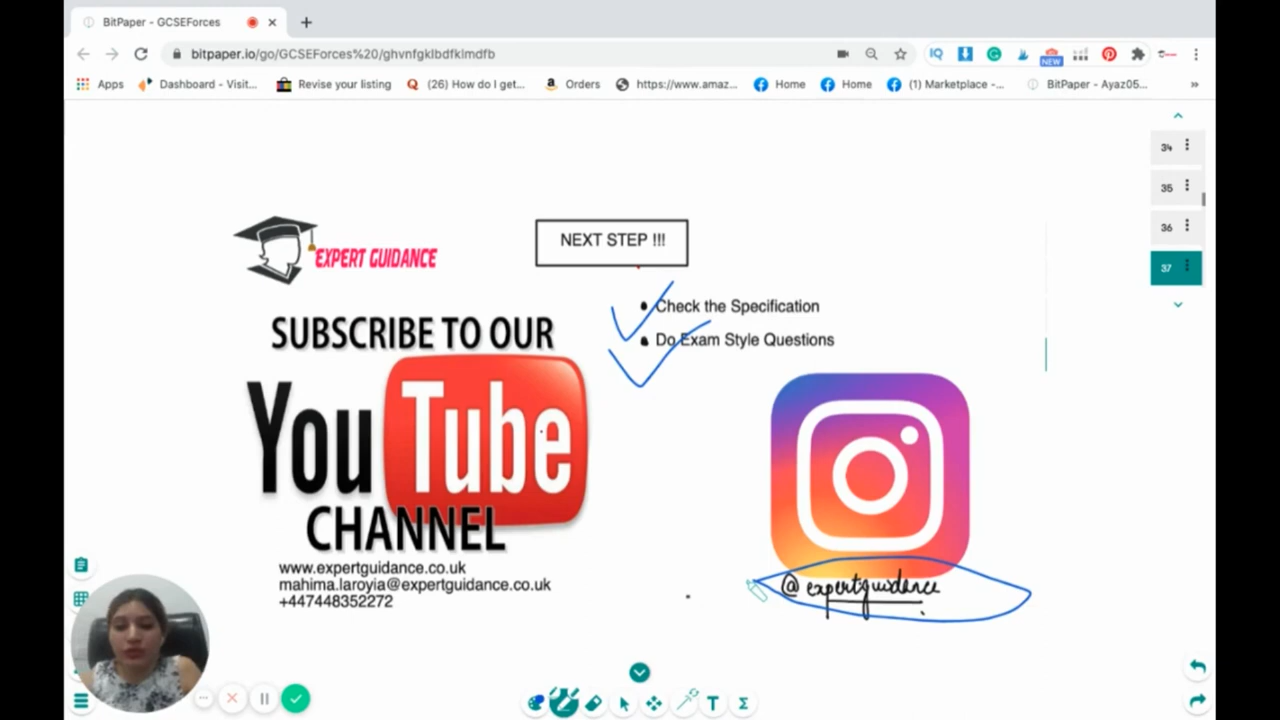 BitPaper - GCSEForces
bitpaper.io/go/GCSEForces%20/ghvnfgklbdfklmdfb
IQ
NEW
Apps
Dashboard - Visit...
Revise your listing
(26) How do I get...
Orders
https://www.amaz...
Home
Home
(1) Marketplace -...
BitPaper - Ayaz05...
»
34
35
36
37
EXPERT GUIDANCE
NEXT STEP !!!
• Check the Specification
• Do Exam Style Questions
SUBSCRIBE TO OUR
YouTube
CHANNEL
www.expertguidance.co.uk
mahima.laroyia@expertguidance.co.uk
+447448352272
@expertguidance
T
Σ